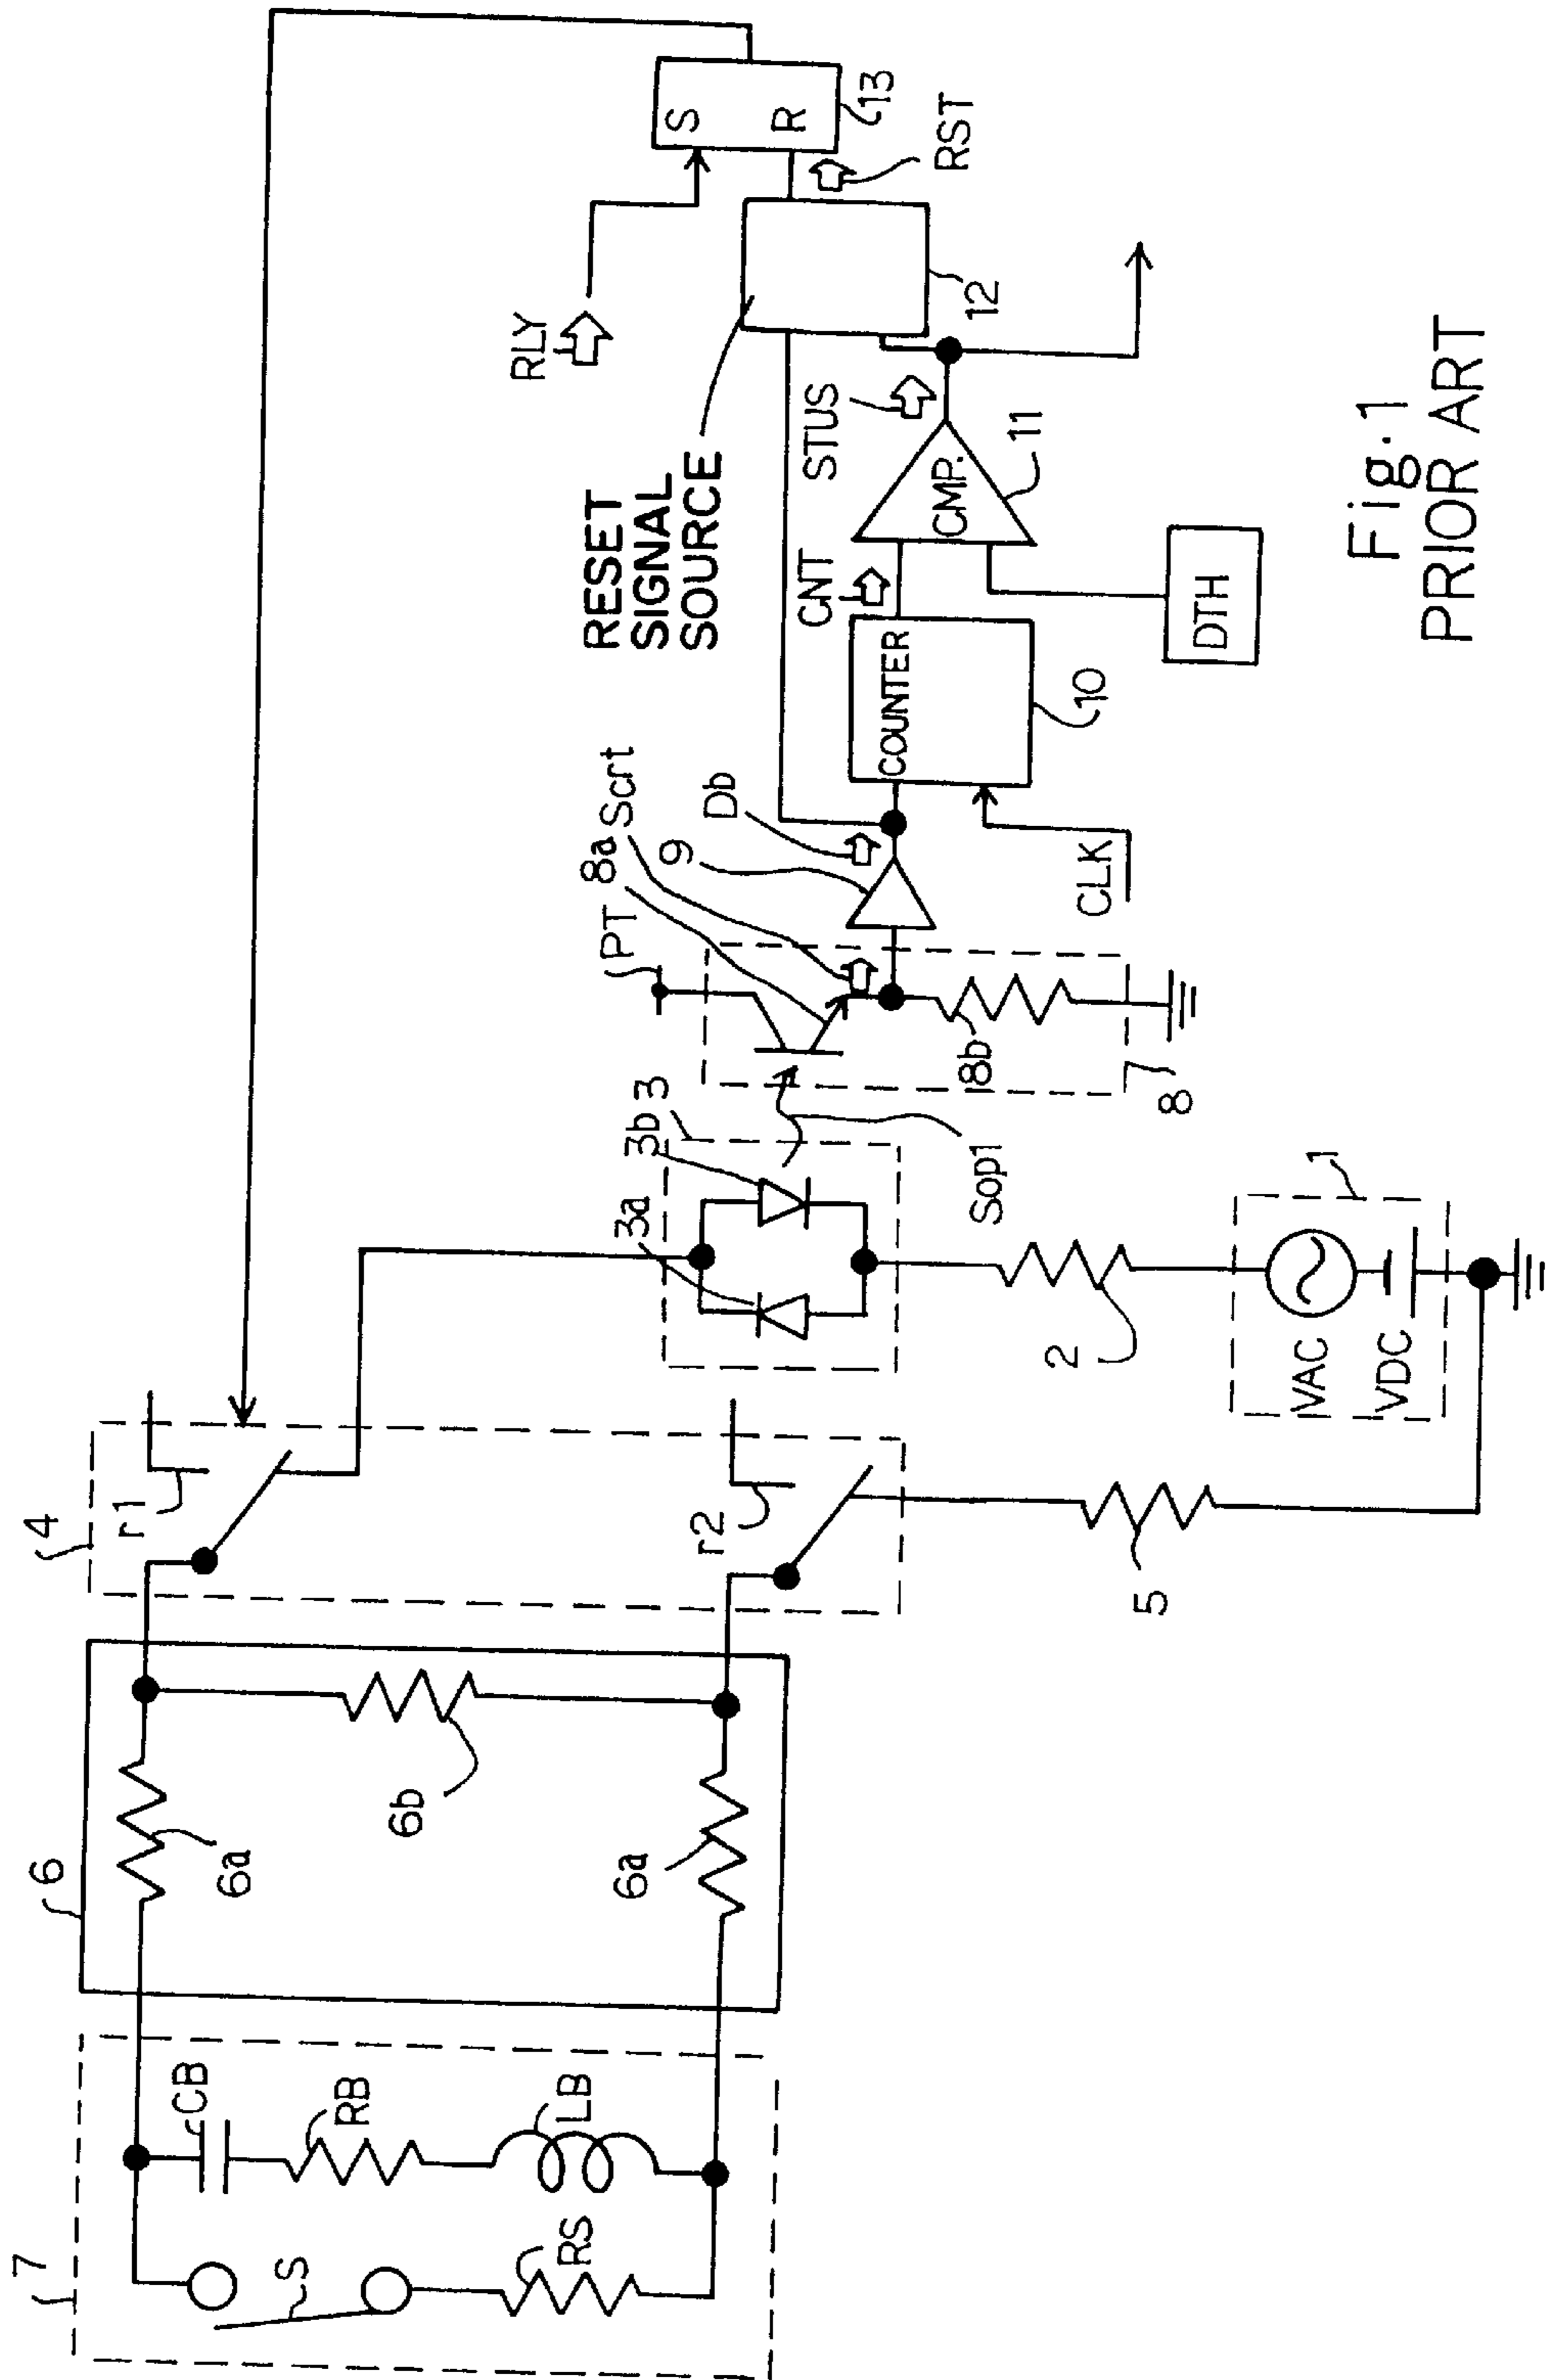 7
S
RS
CB
RB
LB
6
6a
6b
6a
4
r1
r2
5
3a
3b
3
Sop1
2
VAC
VDC
1
PT
8a
Scrt
18b
8
9
Db
CLK
COUNTER
10
CNT
CMP.
11
DTH
STUS
RESET
SIGNAL
SOURCE
12
RLY
S
R
13
RST
Fig.1
PRIOR ART